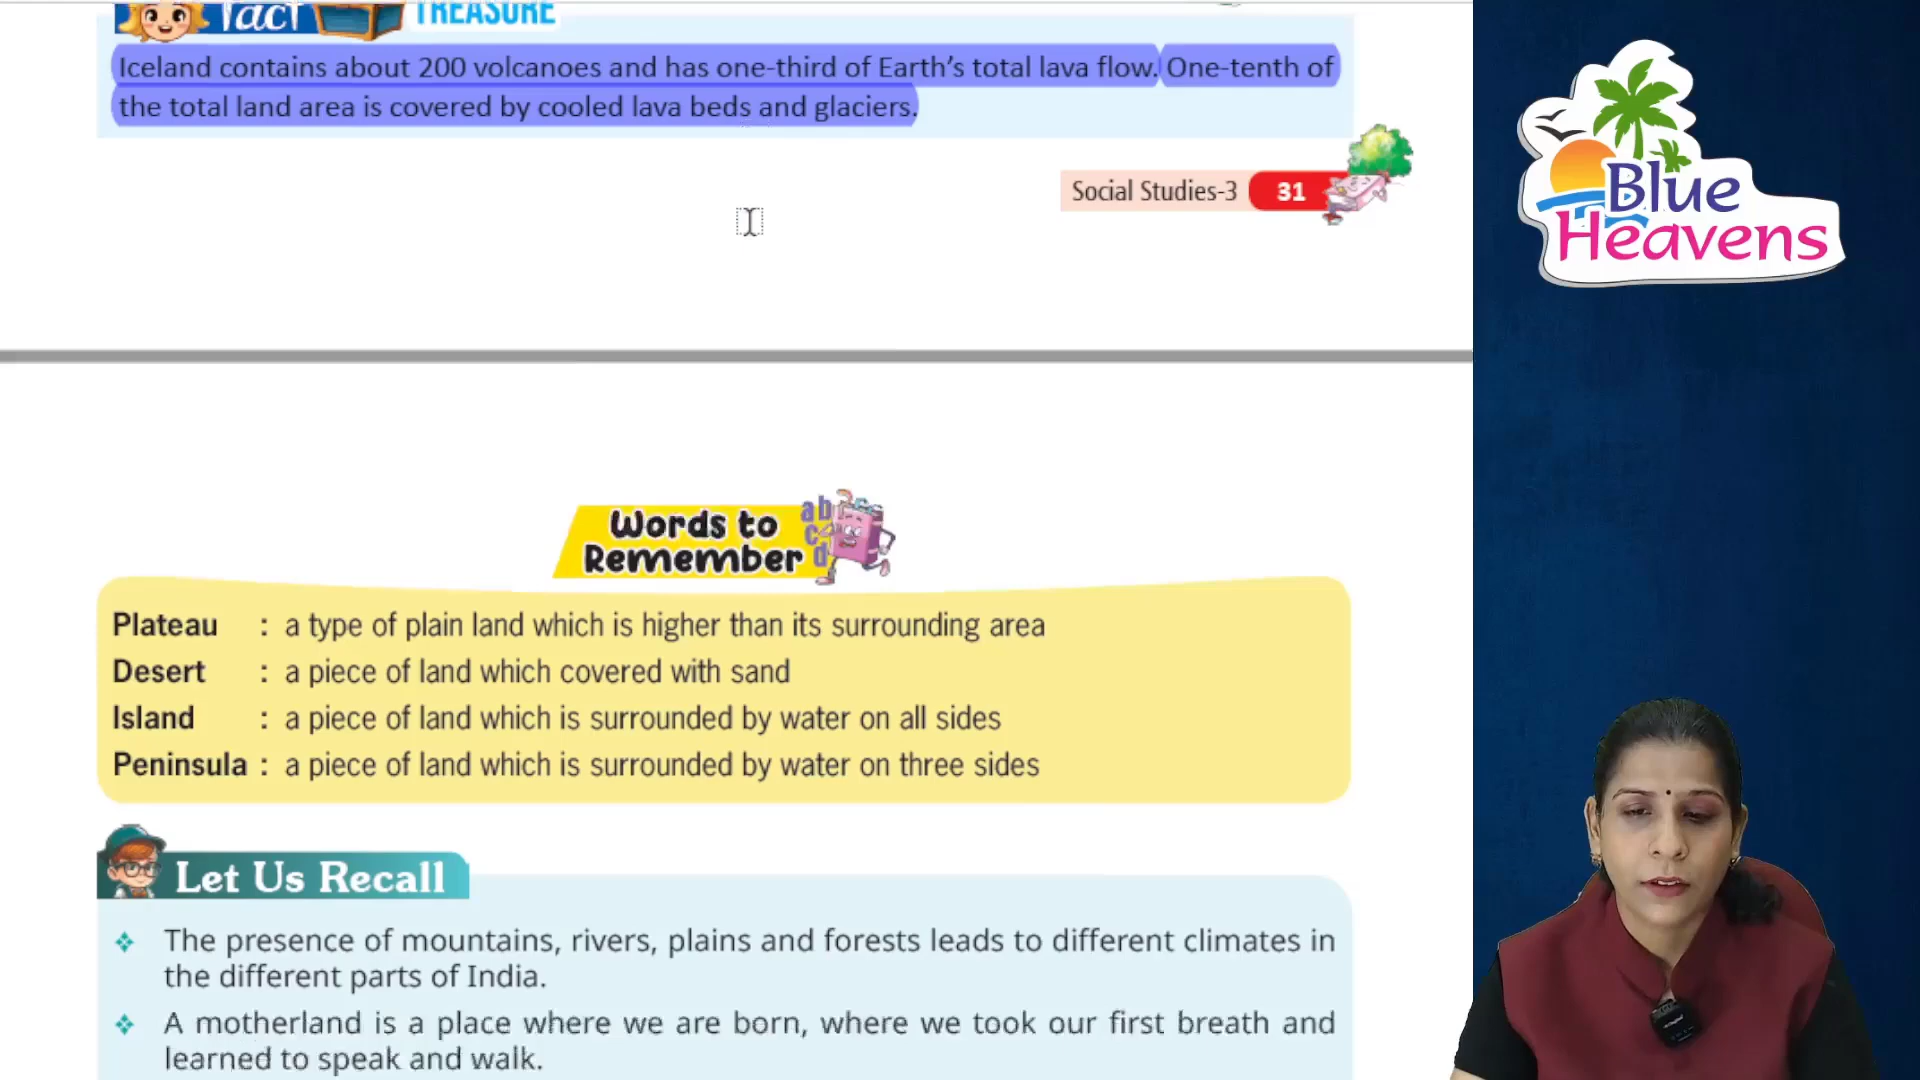 fact TREASURE
Iceland contains about 200 volcanoes and has one-third of Earth's total lava flow. One-tenth of
the total land area is covered by cooled lava beds and glaciers.
Social Studies-3 31
Blue
Heavens
Words to
Remember
a b
c
d
Plateau : a type of plain land which is higher than its surrounding area
Desert : a piece of land which covered with sand
Island : a piece of land which is surrounded by water on all sides
Peninsula : a piece of land which is surrounded by water on three sides
Let Us Recall
❖ The presence of mountains, rivers, plains and forests leads to different climates in
the different parts of India.
❖ A motherland is a place where we are born, where we took our first breath and
learned to speak and walk.